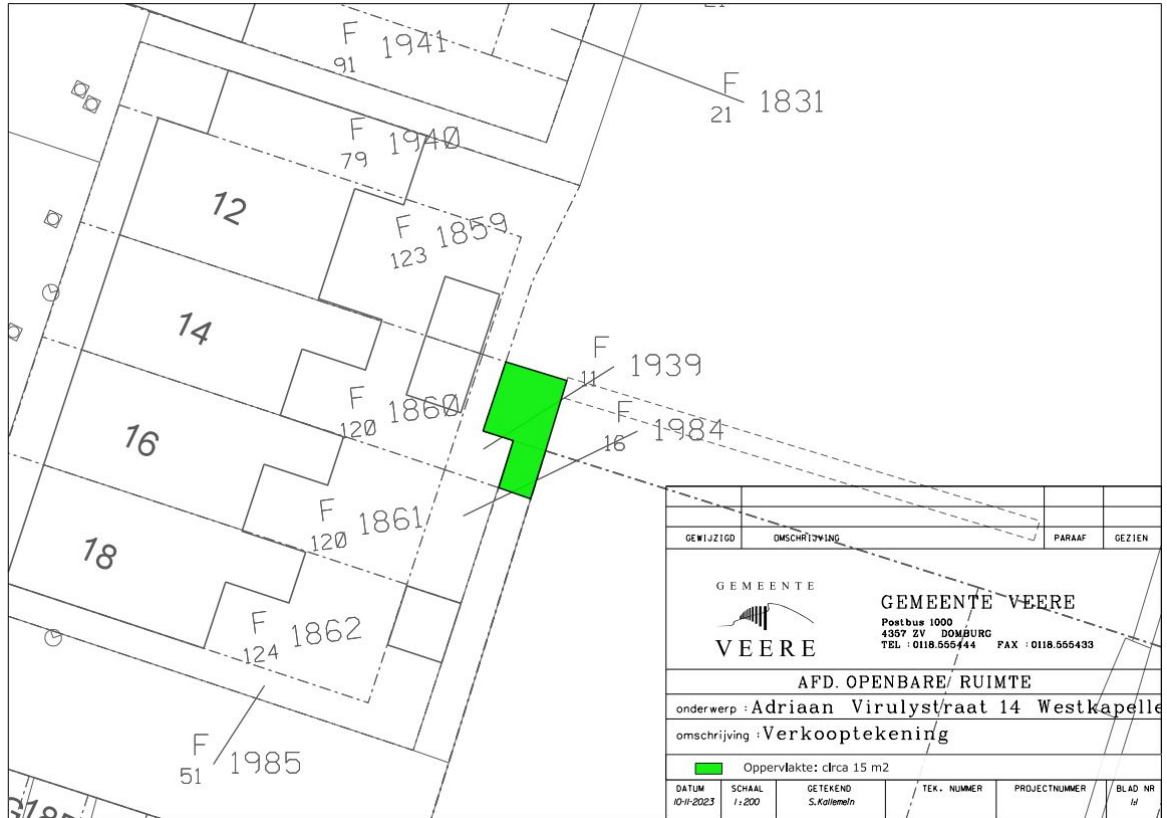 F 1941
91
F 1831
21
F 1940
79
12
F 1859
123
14
F 1939
11
F 1860
120
F 1984
16
16
F 1861
120
18
F 1862
124
F 1985
51
GEWIJZIGD OMSCHRIJVING PARAAF GEZIEN
GEMEENTE
VEERE
GEMEENTE VEERE
Postbus 1000
4357 ZV DOMBURG
TEL : 0118.555444 FAX : 0118.555433
AFD. OPENBARE RUIMTE
onderwerp : Adriaan Virulystraat 14 Westkapelle
omschrijving : Verkooptekening
Oppervlakte: circa 15 m2
DATUM SCHAAL GETEKEND TEK. NUMMER PROJECTNUMMER BLAD NR
10-11-2023 1:200 S.Kallemein